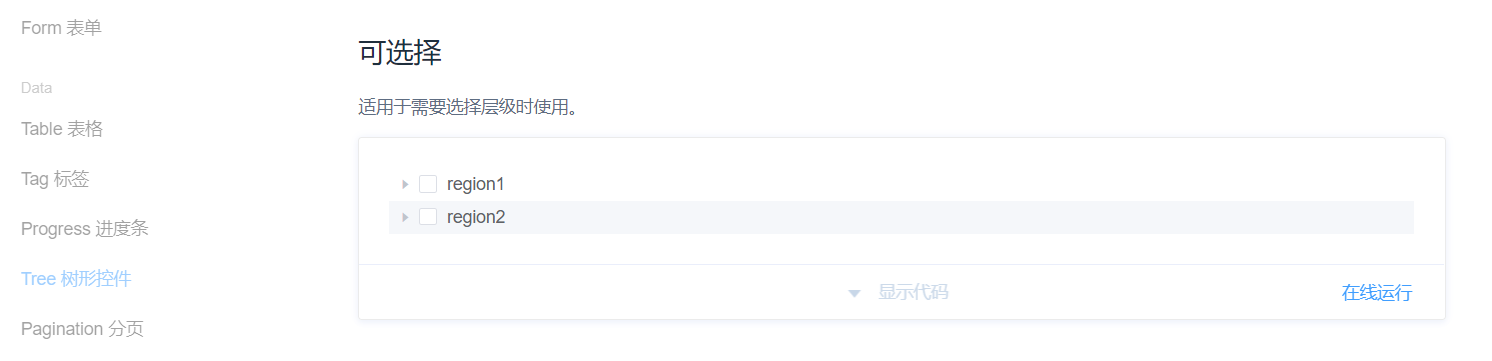 Form 表单
Data
Table 表格
Tag 标签
Progress 进度条
Tree 树形控件
Pagination 分页
可选择
适用于需要选择层级时使用。
region1
region2
显示代码
在线运行